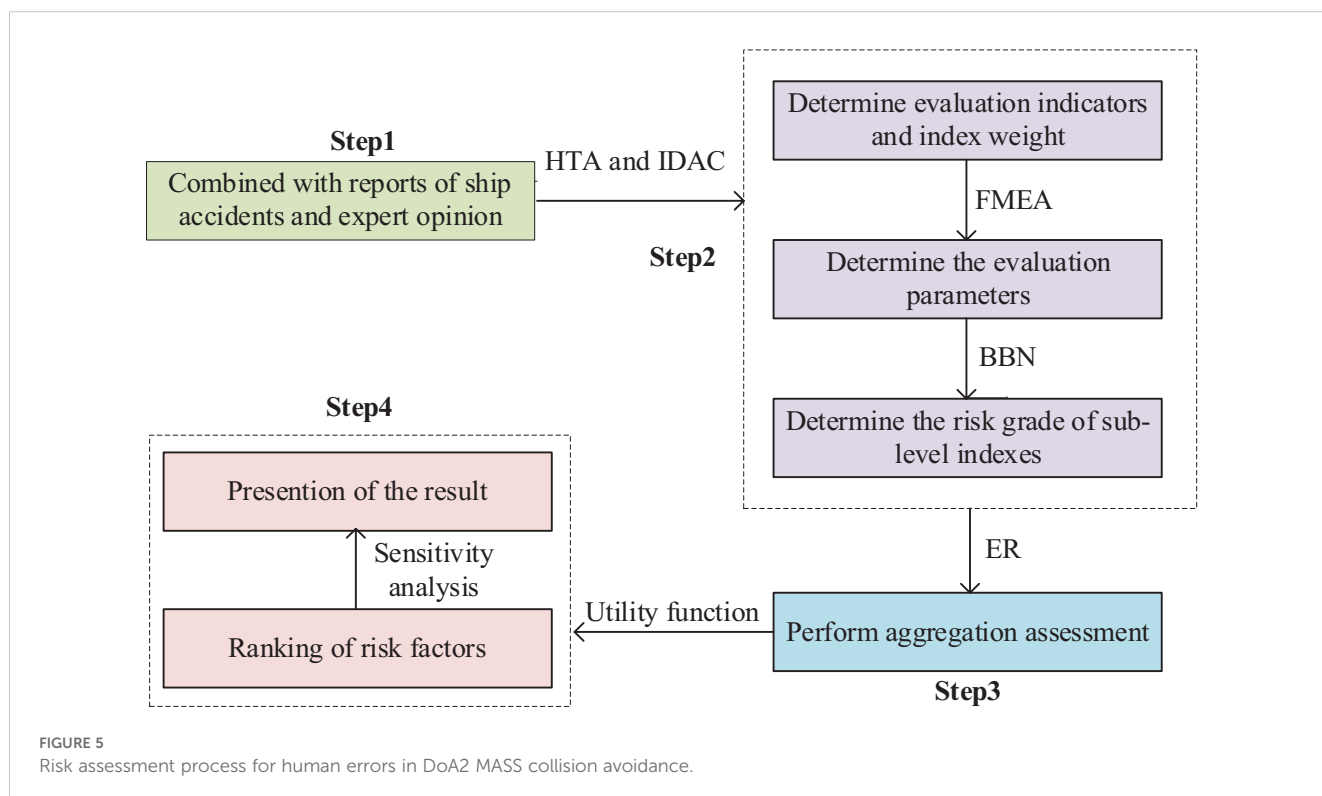 Step1
Combined with reports of ship
accidents and expert opinion
HTA and IDAC
Step2
Determine evaluation indicators
and index weight
FMEA
Determine the evaluation
parameters
BBN
Determine the risk grade of sub-
level indexes
ER
Perform aggregation assessment
Step3
Utility function
Step4
Presention of the result
Sensitivity
analysis
Ranking of risk factors
FIGURE 5
Risk assessment process for human errors in DoA2 MASS collision avoidance.